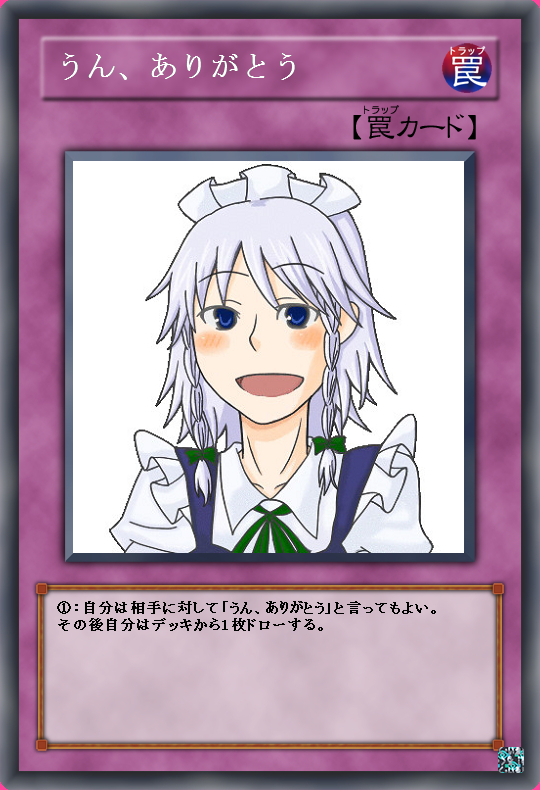 うん、ありがとう
トラップ
罠
トラップ
【罠カード】
①：自分は相手に対して「うん、ありがとう」と言ってもよい。
その後自分はデッキから1枚ドローする。